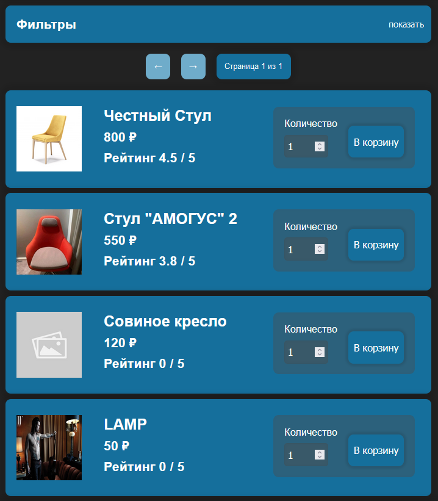 Фильтры
показать
←
→
Страница 1 из 1
Честный Стул
800 ₽
Рейтинг 4.5 / 5
Количество
1
В корзину
Стул "АМОГУС" 2
550 ₽
Рейтинг 3.8 / 5
Количество
1
В корзину
Совиное кресло
120 ₽
Рейтинг 0 / 5
Количество
1
В корзину
LAMP
50 ₽
Рейтинг 0 / 5
Количество
1
В корзину